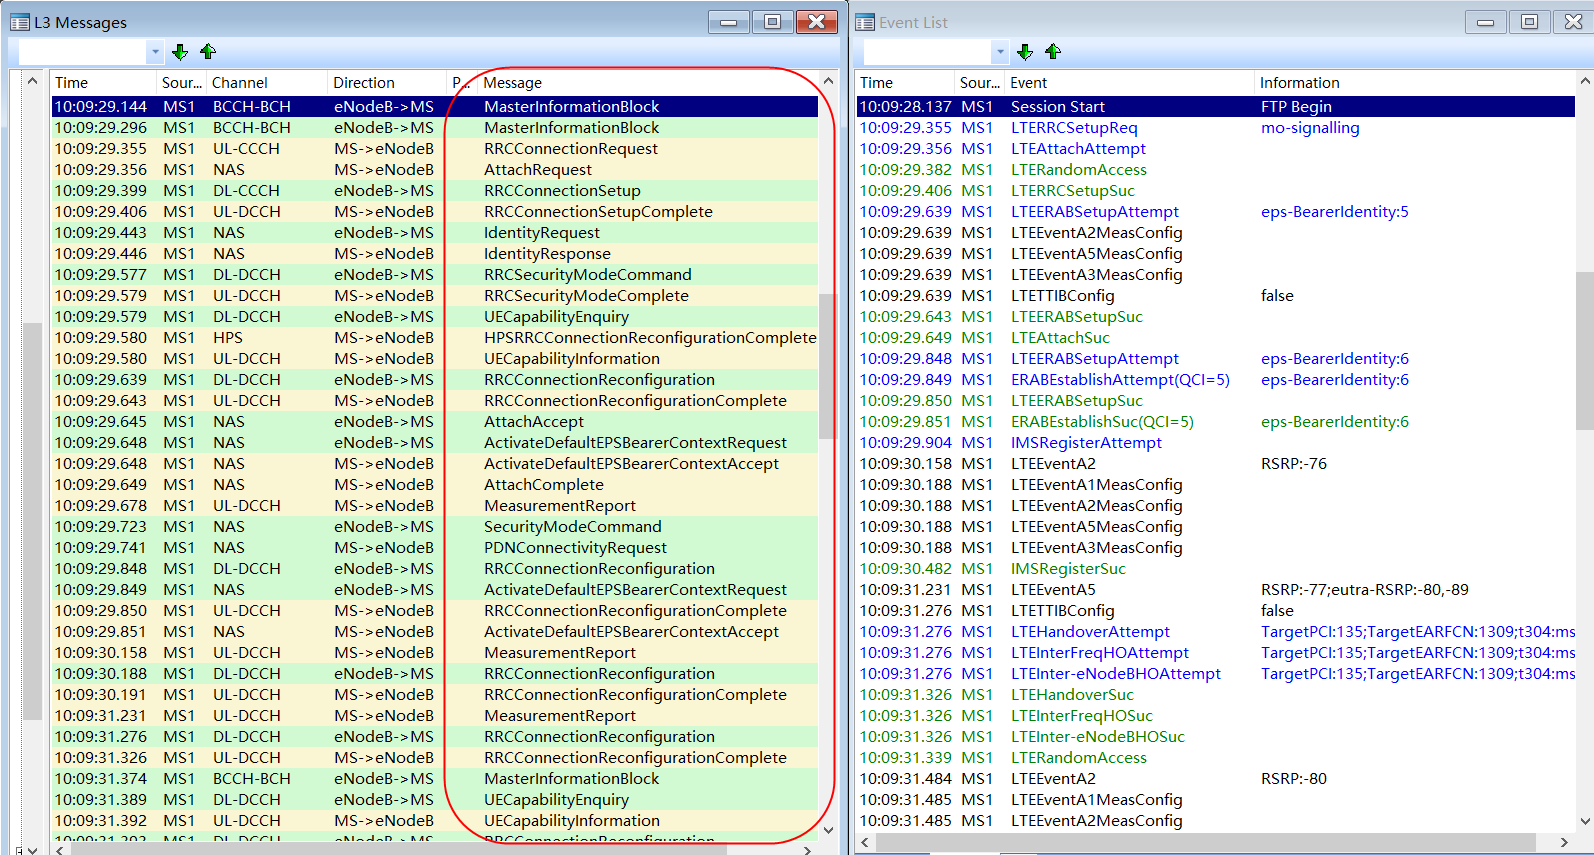 L3 Messages
Time Sour... Channel Direction P... Message
10:09:29.144 MS1 BCCH-BCH eNodeB->MS MasterInformationBlock
10:09:29.296 MS1 BCCH-BCH eNodeB->MS MasterInformationBlock
10:09:29.355 MS1 UL-CCCH MS->eNodeB RRCConnectionRequest
10:09:29.356 MS1 NAS MS->eNodeB AttachRequest
10:09:29.399 MS1 DL-CCCH eNodeB->MS RRCConnectionSetup
10:09:29.406 MS1 UL-DCCH MS->eNodeB RRCConnectionSetupComplete
10:09:29.443 MS1 NAS eNodeB->MS IdentityRequest
10:09:29.446 MS1 NAS MS->eNodeB IdentityResponse
10:09:29.577 MS1 DL-DCCH eNodeB->MS RRCSecurityModeCommand
10:09:29.579 MS1 UL-DCCH MS->eNodeB RRCSecurityModeComplete
10:09:29.579 MS1 DL-DCCH eNodeB->MS UECapabilityEnquiry
10:09:29.580 MS1 HPS MS->eNodeB HPSRRCConnectionReconfigurationComplete
10:09:29.580 MS1 UL-DCCH MS->eNodeB UECapabilityInformation
10:09:29.639 MS1 DL-DCCH eNodeB->MS RRCConnectionReconfiguration
10:09:29.643 MS1 UL-DCCH MS->eNodeB RRCConnectionReconfigurationComplete
10:09:29.645 MS1 NAS eNodeB->MS AttachAccept
10:09:29.648 MS1 NAS eNodeB->MS ActivateDefaultEPSBearerContextRequest
10:09:29.648 MS1 NAS MS->eNodeB ActivateDefaultEPSBearerContextAccept
10:09:29.649 MS1 NAS MS->eNodeB AttachComplete
10:09:29.678 MS1 UL-DCCH MS->eNodeB MeasurementReport
10:09:29.723 MS1 NAS eNodeB->MS SecurityModeCommand
10:09:29.741 MS1 NAS MS->eNodeB PDNConnectivityRequest
10:09:29.848 MS1 DL-DCCH eNodeB->MS RRCConnectionReconfiguration
10:09:29.849 MS1 NAS eNodeB->MS ActivateDefaultEPSBearerContextRequest
10:09:29.850 MS1 UL-DCCH MS->eNodeB RRCConnectionReconfigurationComplete
10:09:29.851 MS1 NAS MS->eNodeB ActivateDefaultEPSBearerContextAccept
10:09:30.158 MS1 UL-DCCH MS->eNodeB MeasurementReport
10:09:30.188 MS1 DL-DCCH eNodeB->MS RRCConnectionReconfiguration
10:09:30.191 MS1 UL-DCCH MS->eNodeB RRCConnectionReconfigurationComplete
10:09:31.231 MS1 UL-DCCH MS->eNodeB MeasurementReport
10:09:31.276 MS1 DL-DCCH eNodeB->MS RRCConnectionReconfiguration
10:09:31.326 MS1 UL-DCCH MS->eNodeB RRCConnectionReconfigurationComplete
10:09:31.374 MS1 BCCH-BCH eNodeB->MS MasterInformationBlock
10:09:31.389 MS1 DL-DCCH eNodeB->MS UECapabilityEnquiry
10:09:31.392 MS1 UL-DCCH MS->eNodeB UECapabilityInformation
10:09:31.393 MS1 DL-DCCH eNodeB->MS RRCConnectionReconfiguration
Event List
Time Sour... Event Information
10:09:28.137 MS1 Session Start FTP Begin
10:09:29.355 MS1 LTERRCSetupReq mo-signalling
10:09:29.356 MS1 LTEAttachAttempt
10:09:29.382 MS1 LTERandomAccess
10:09:29.406 MS1 LTERRCSetupSuc
10:09:29.639 MS1 LTEERABSetupAttempt eps-BearerIdentity:5
10:09:29.639 MS1 LTEEventA2MeasConfig
10:09:29.639 MS1 LTEEventA5MeasConfig
10:09:29.639 MS1 LTEEventA3MeasConfig
10:09:29.639 MS1 LTETTIBConfig false
10:09:29.643 MS1 LTEERABSetupSuc
10:09:29.649 MS1 LTEAttachSuc
10:09:29.848 MS1 LTEERABSetupAttempt eps-BearerIdentity:6
10:09:29.849 MS1 ERABEstablishAttempt(QCI=5) eps-BearerIdentity:6
10:09:29.850 MS1 LTEERABSetupSuc
10:09:29.851 MS1 ERABEstablishSuc(QCI=5) eps-BearerIdentity:6
10:09:29.904 MS1 IMSRegisterAttempt
10:09:30.158 MS1 LTEEventA2 RSRP:-76
10:09:30.188 MS1 LTEEventA1MeasConfig
10:09:30.188 MS1 LTEEventA2MeasConfig
10:09:30.188 MS1 LTEEventA5MeasConfig
10:09:30.188 MS1 LTEEventA3MeasConfig
10:09:30.482 MS1 IMSRegisterSuc
10:09:31.231 MS1 LTEEventA5 RSRP:-77;eutra-RSRP:-80,-89
10:09:31.276 MS1 LTETTIBConfig false
10:09:31.276 MS1 LTEHandoverAttempt TargetPCI:135;TargetEARFCN:1309;t304:ms
10:09:31.276 MS1 LTEInterFreqHOAttempt TargetPCI:135;TargetEARFCN:1309;t304:ms
10:09:31.276 MS1 LTEInter-eNodeBHOAttempt TargetPCI:135;TargetEARFCN:1309;t304:ms
10:09:31.326 MS1 LTEHandoverSuc
10:09:31.326 MS1 LTEInterFreqHOSuc
10:09:31.326 MS1 LTEInter-eNodeBHOSuc
10:09:31.339 MS1 LTERandomAccess
10:09:31.484 MS1 LTEEventA2 RSRP:-80
10:09:31.485 MS1 LTEEventA1MeasConfig
10:09:31.485 MS1 LTEEventA2MeasConfig